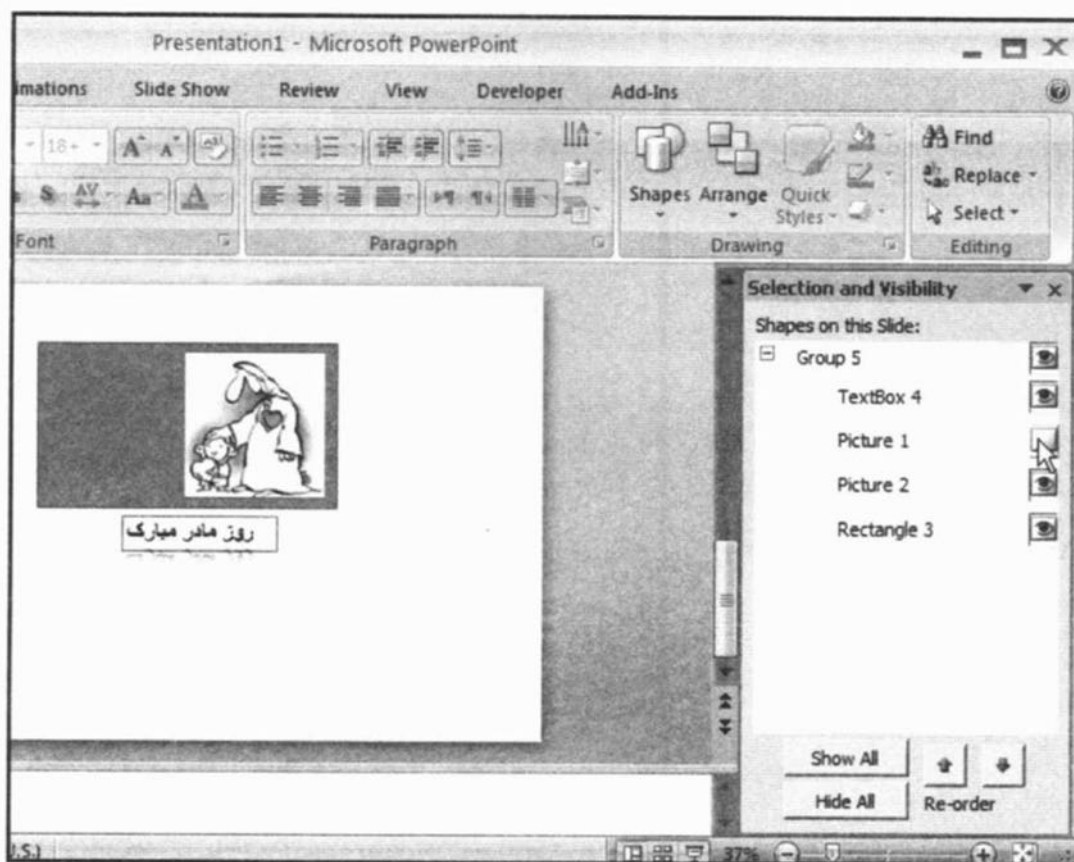 Presentation1 - Microsoft PowerPoint
imations Slide Show Review View Developer Add-Ins
18+ A A Find
Shapes Arrange Quick Styles Replace
S AV Aa A Select
Font Paragraph Drawing Editing
Selection and Visibility
Shapes on this Slide:
Group 5
TextBox 4
Picture 1
Picture 2
Rectangle 3
روز مادر مبارک
Show All
Hide All Re-order
J.S.) 37%